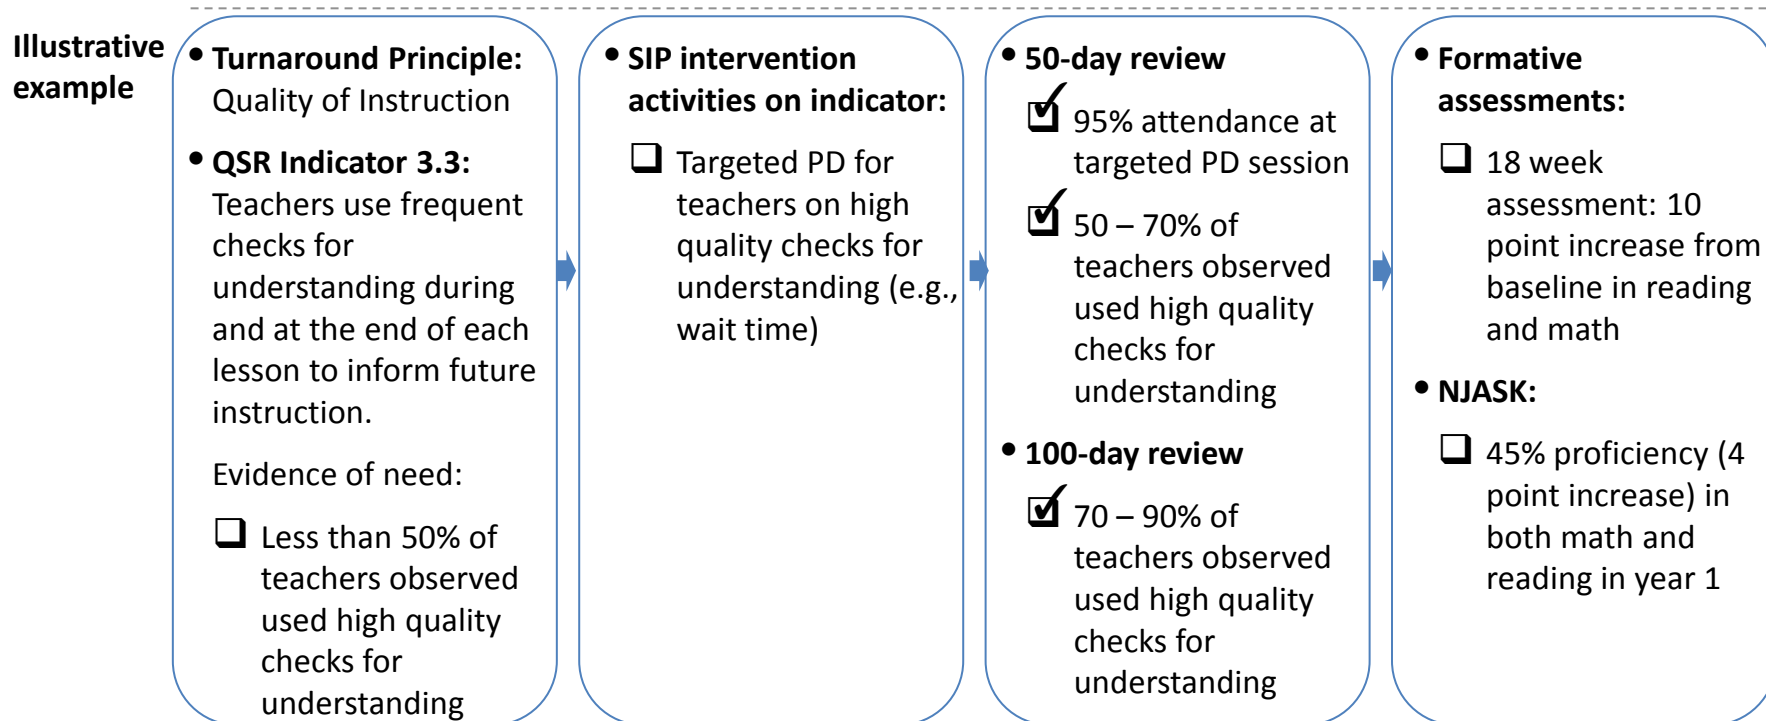 Illustrative
example
• Turnaround Principle:
Quality of Instruction
• QSR Indicator 3.3:
Teachers use frequent
checks for
understanding during
and at the end of each
lesson to inform future
instruction.
Evidence of need:
❑ Less than 50% of
teachers observed
used high quality
checks for
understanding
• SIP intervention
activities on indicator:
❑ Targeted PD for
teachers on high
quality checks for
understanding (e.g.,
wait time)
• 50-day review
☑ 95% attendance at
targeted PD session
☑ 50 – 70% of
teachers observed
used high quality
checks for
understanding
• 100-day review
☑ 70 – 90% of
teachers observed
used high quality
checks for
understanding
• Formative
assessments:
❑ 18 week
assessment: 10
point increase from
baseline in reading
and math
• NJASK:
❑ 45% proficiency (4
point increase) in
both math and
reading in year 1